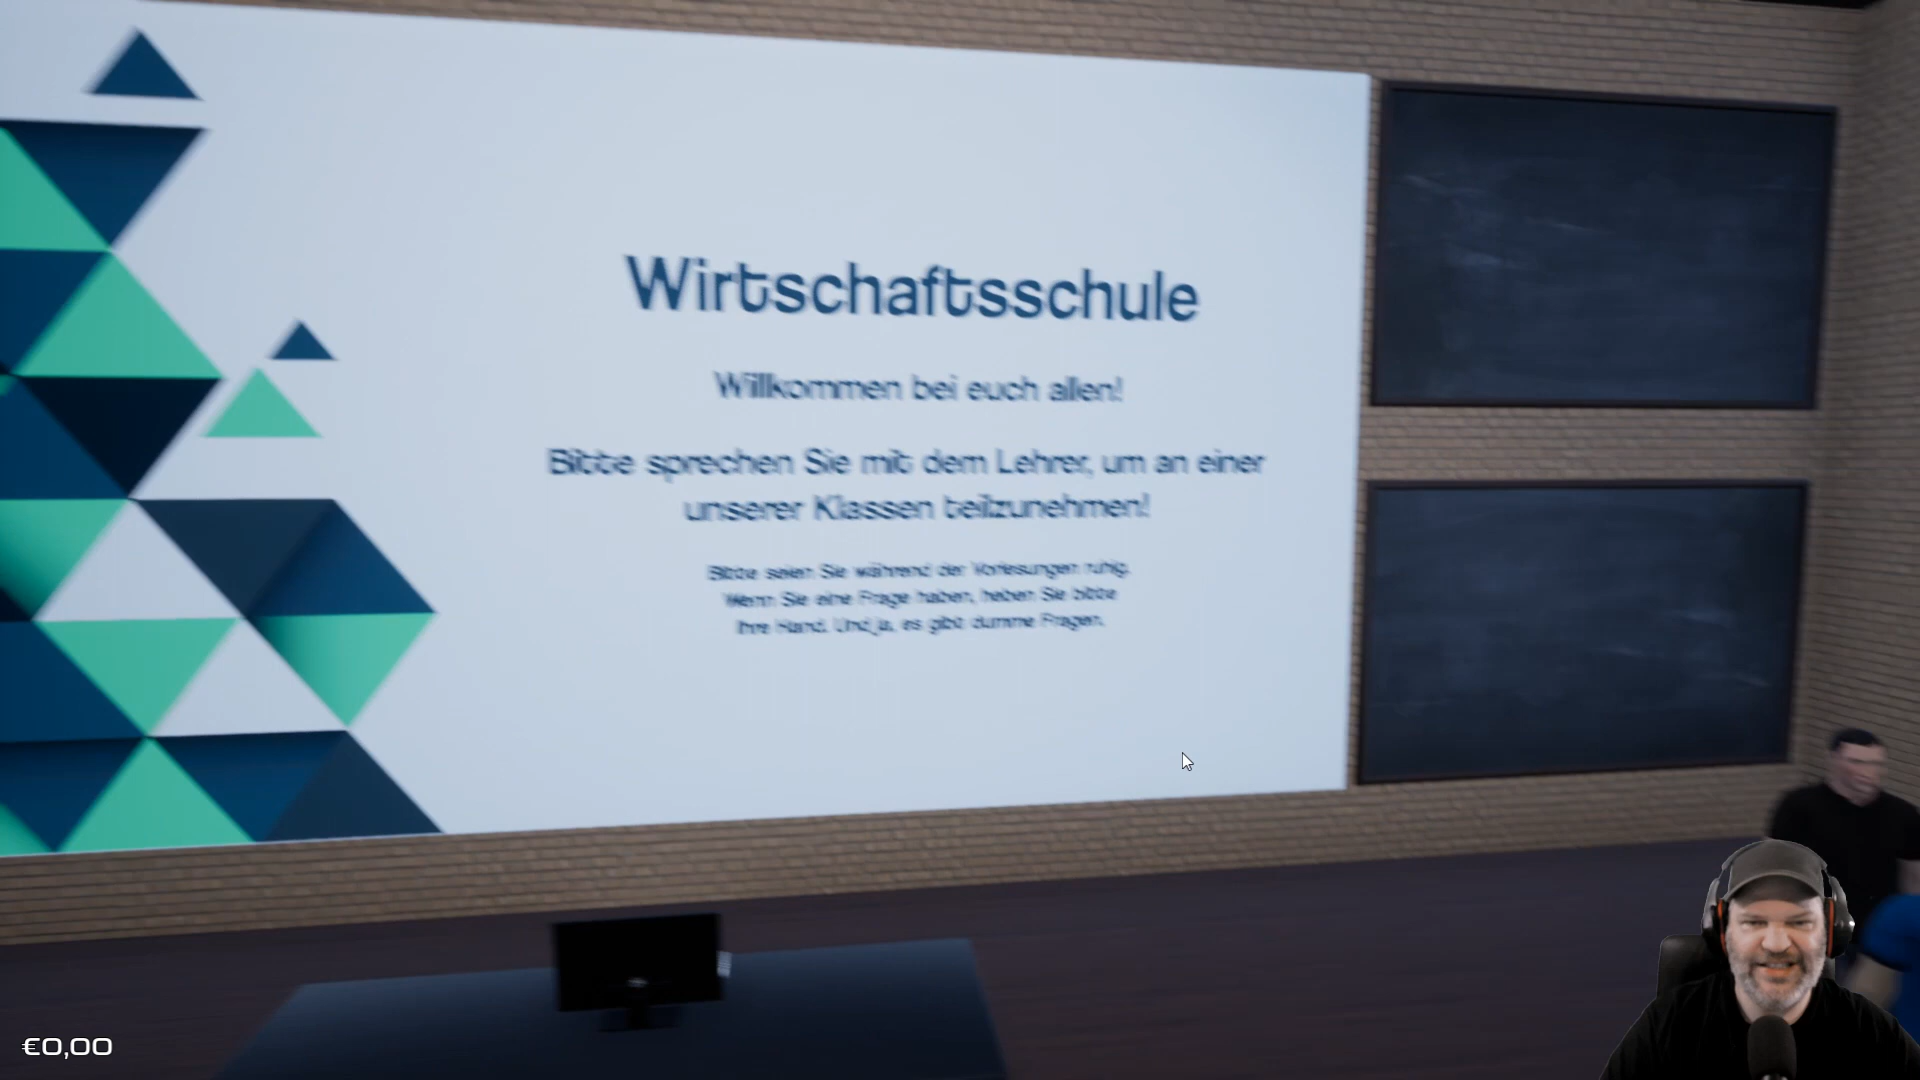 Wirtschaftsschule
Willkommen bei euch allen!
Bitte sprechen Sie mit dem Lehrer, um an einer
unserer Klassen teilzunehmen!
Bitte seien Sie während der Vorlesungen ruhig.
Wenn Sie eine Frage haben, heben Sie bitte
Ihre Hand. Und ja, es gibt dumme Fragen.
€0,00